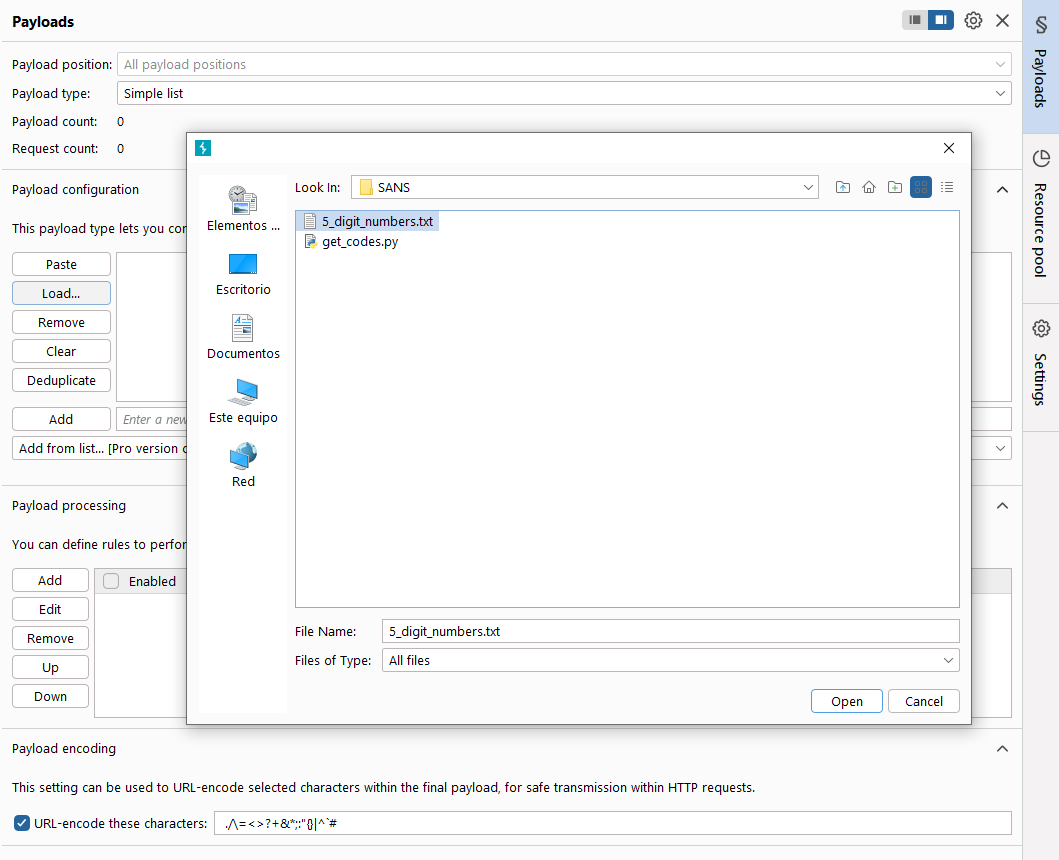 Payloads
Payload position: All payload positions
Payload type: Simple list
Payload count: 0
Request count: 0
Payload configuration
This payload type lets you cor
Paste
Load...
Remove
Clear
Deduplicate
Add Enter a new
Add from list... [Pro version o
Payload processing
You can define rules to perfor
Add
Enabled
Edit
Remove
Up
Down
Payload encoding
This setting can be used to URL-encode selected characters within the final payload, for safe transmission within HTTP requests.
URL-encode these characters: ./\=<>?+&*;:"{}|^`#
Look In: SANS
Elementos ...
Escritorio
Documentos
Este equipo
Red
5_digit_numbers.txt
get_codes.py
File Name: 5_digit_numbers.txt
Files of Type: All files
Open Cancel
§ Payloads
Resource pool
Settings